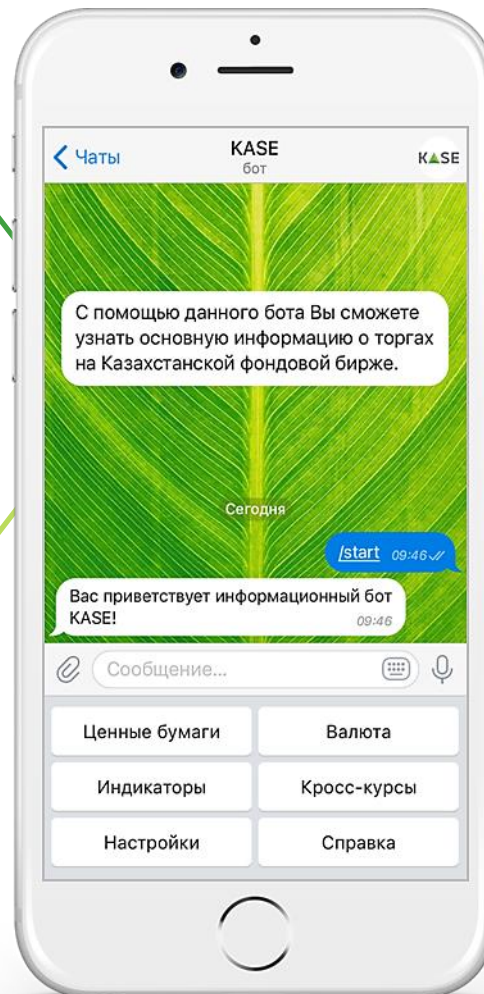 Чаты
KASE
бот
KASE
С помощью данного бота Вы сможете
узнать основную информацию о торгах
на Казахстанской фондовой бирже.
Сегодня
/start 09:46
Вас приветствует информационный бот
KASE!
09:46
Сообщение...
Ценные бумаги
Валюта
Индикаторы
Кросс-курсы
Настройки
Справка